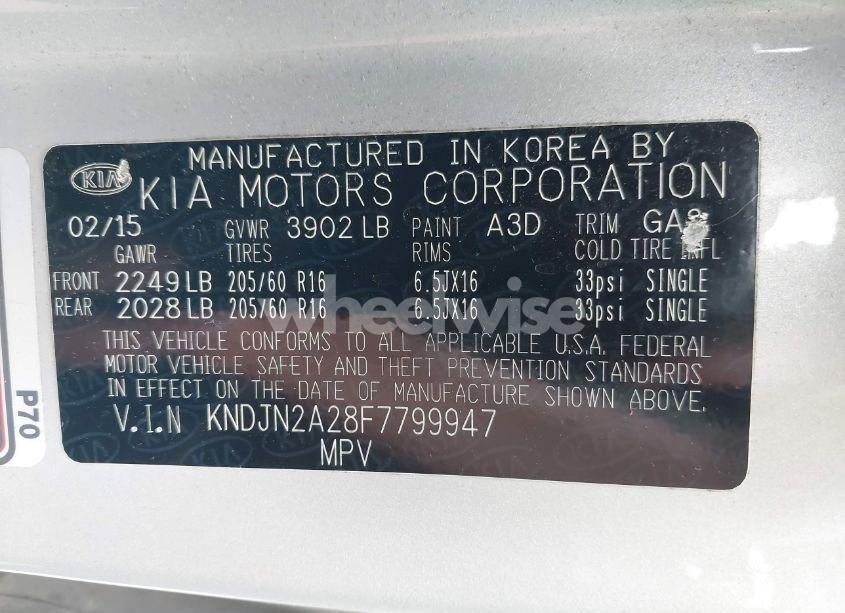 MANUFACTURED IN KOREA BY
KIA KIA MOTORS CORPORATION
02/15 GVWR 3902 LB PAINT A3D TRIM
GAWR TIRES RIMS COLD TIRE INFL
FRONT 2249 LB 205/60 R16 6.5JX16 33psi SINGLE
REAR 2028 LB 205/60 R16 6.5JX16 33psi SINGLE
wheelwise
THIS VEHICLE CONFORMS TO ALL APPLICABLE U.S.A. FEDERAL
MOTOR VEHICLE SAFETY AND THEFT PREVENTION STANDARDS
IN EFFECT ON THE DATE OF MANUFACTURE SHOWN ABOVE.
V.I.N KNDJN2A28F7799947
MPV
P70